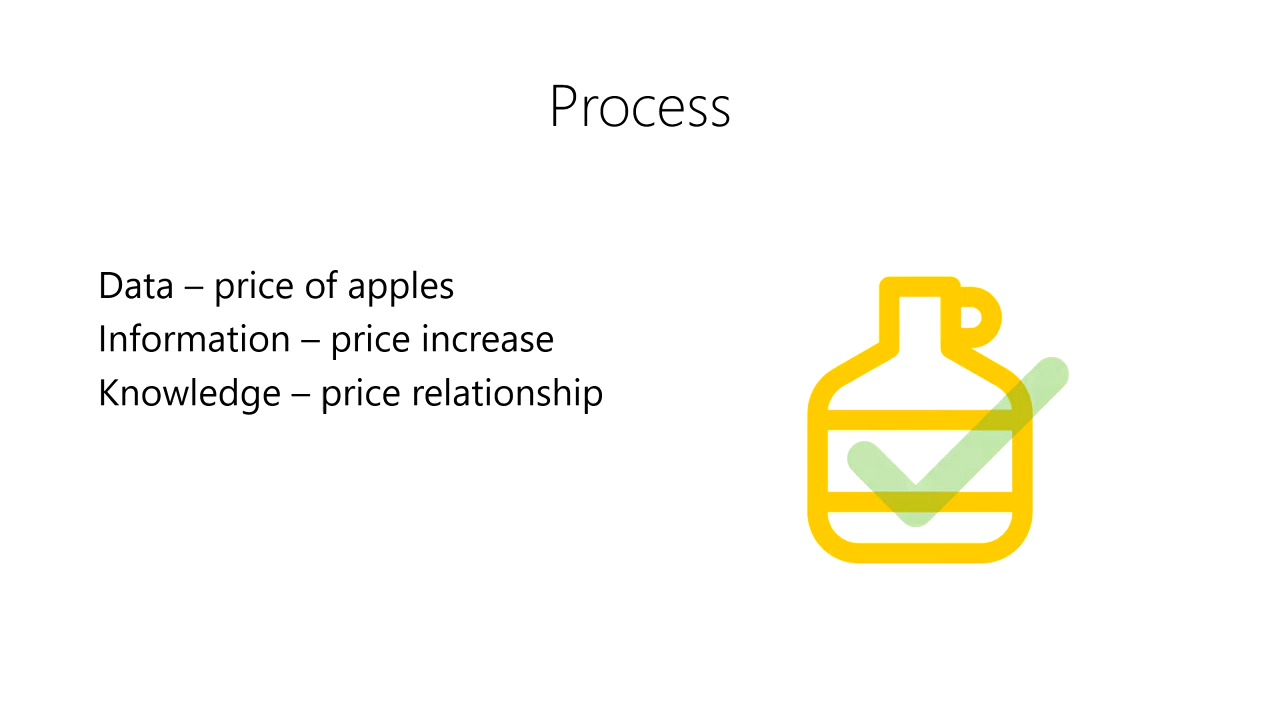 Process
Data – price of apples
Information – price increase
Knowledge – price relationship